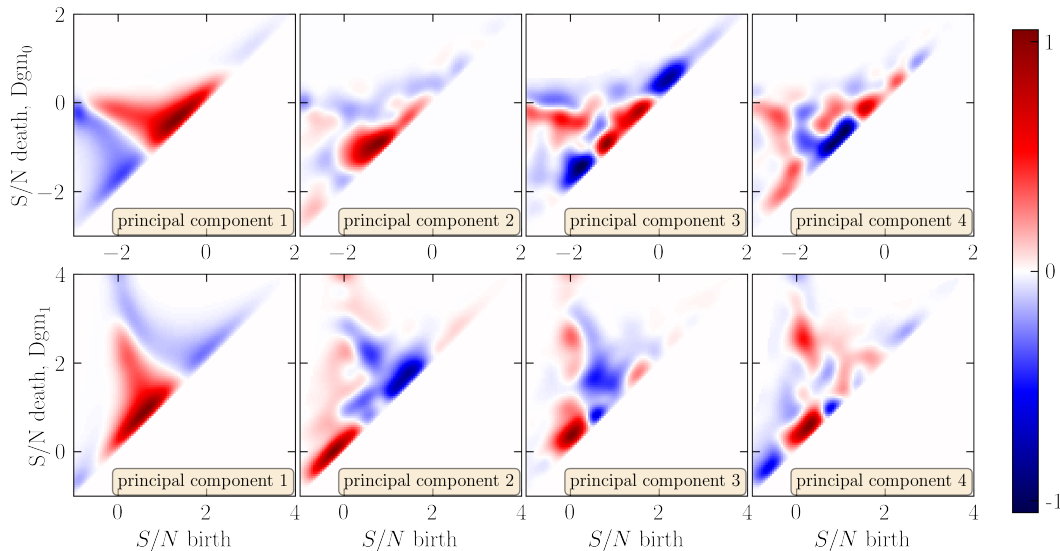 2
0
−2
S/N death, Dgm₀
principal component 1
principal component 2
principal component 3
principal component 4
−2 0 2
−2 0 2
−2 0 2
−2 0 2
4
2
0
S/N death, Dgm₁
principal component 1
principal component 2
principal component 3
principal component 4
0 2 4
0 2 4
0 2 4
0 2 4
S/N birth
S/N birth
S/N birth
S/N birth
1
0
-1